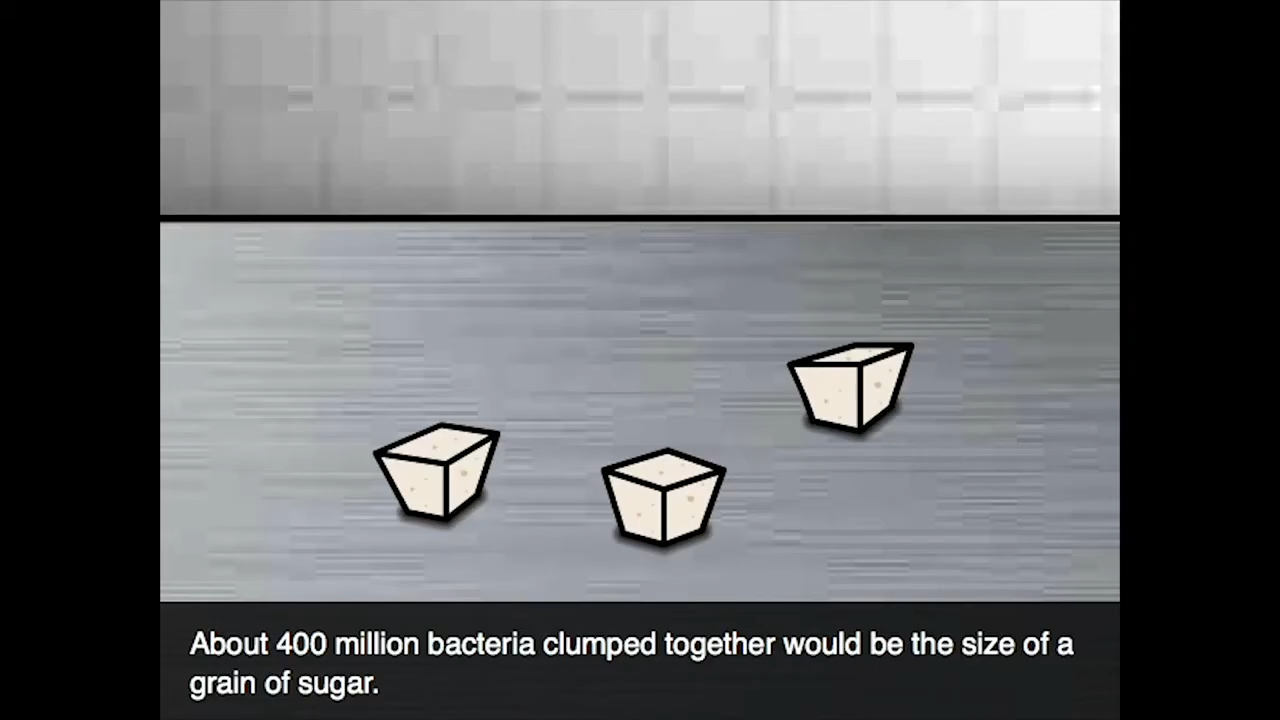 About 400 million bacteria clumped together would be the size of a
grain of sugar.